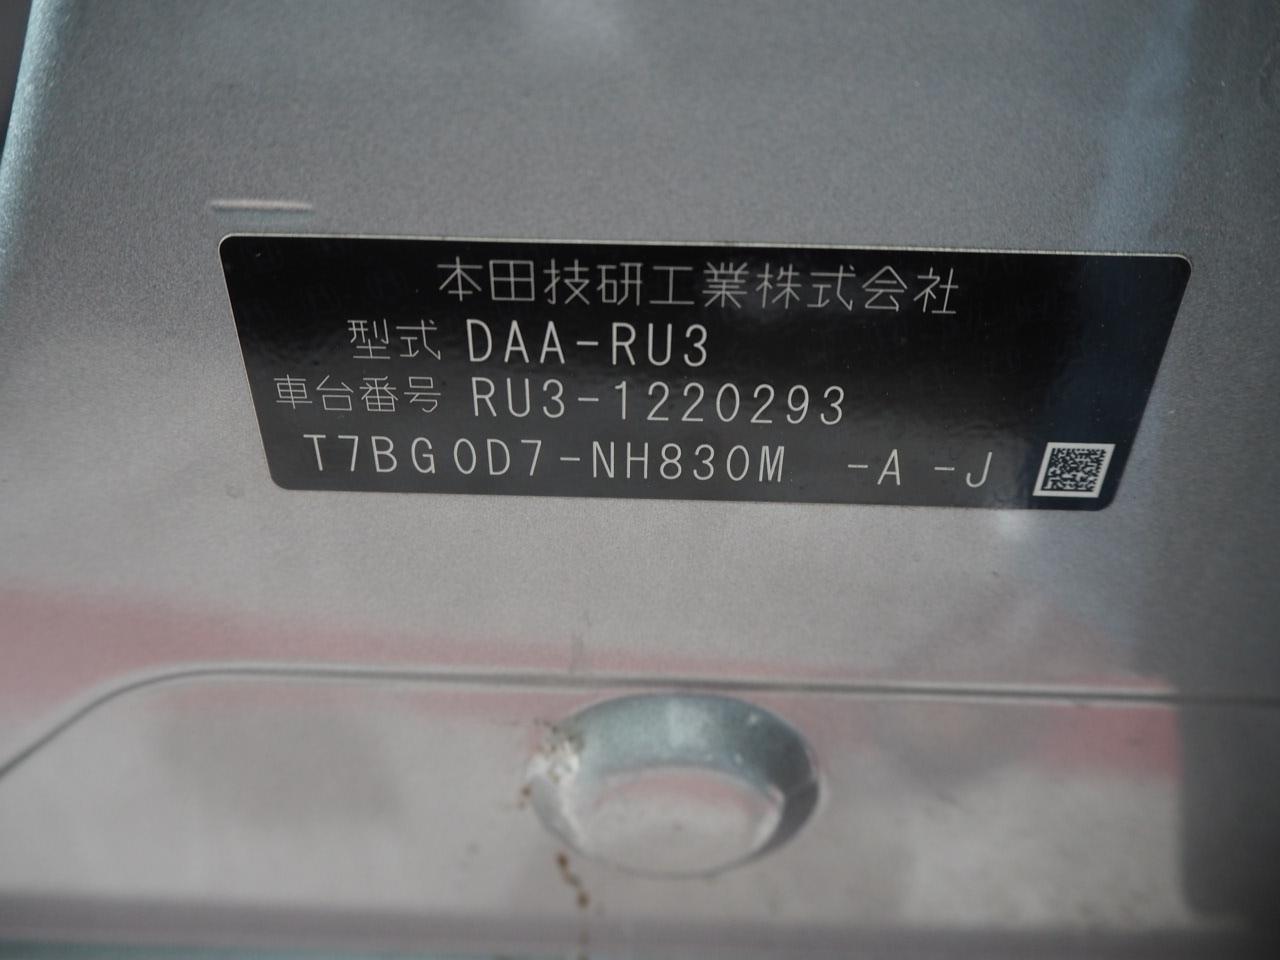 本田技研工業株式会社
型式 DAA-RU3
車台番号 RU3-1220293
T7BG0D7-NH830M -A -J